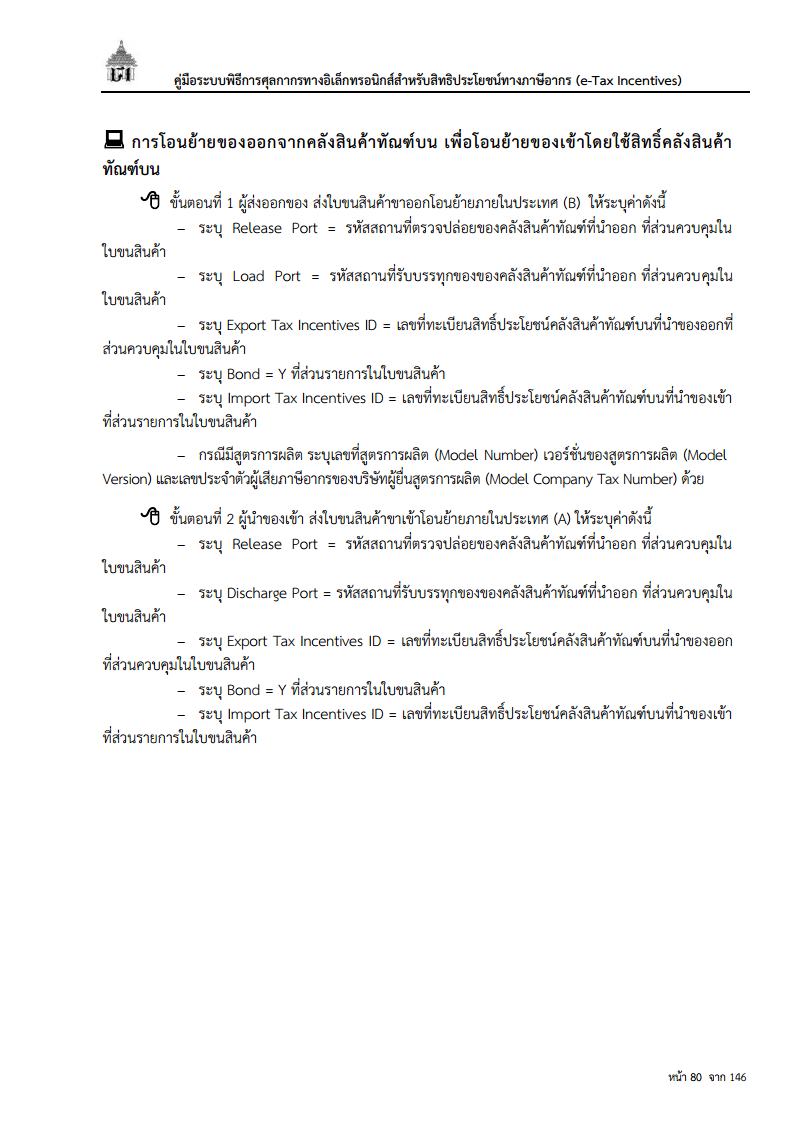 คู่มือระบบพิธีการศุลกากรทางอิเล็กทรอนิกส์สำหรับสิทธิประโยชน์ทางภาษีอากร (e-Tax Incentives)
การโอนย้ายของออกจากคลังสินค้าทัณฑ์บน เพื่อโอนย้ายของเข้าโดยใช้สิทธิ์คลังสินค้า
ทัณฑ์บน
ขั้นตอนที่ 1 ผู้ส่งออกของ ส่งใบขนสินค้าขาออกโอนย้ายภายในประเทศ (B) ให้ระบุค่าดังนี้
– ระบุ Release Port = รหัสสถานที่ตรวจปล่อยของคลังสินค้าทัณฑ์ที่นำออก ที่ส่วนควบคุมใน
ใบขนสินค้า
– ระบุ Load Port = รหัสสถานที่รับบรรทุกของของคลังสินค้าทัณฑ์ที่นำออก ที่ส่วนควบคุมใน
ใบขนสินค้า
– ระบุ Export Tax Incentives ID = เลขที่ทะเบียนสิทธิ์ประโยชน์คลังสินค้าทัณฑ์บนที่นำของออกที่
ส่วนควบคุมในใบขนสินค้า
– ระบุ Bond = Y ที่ส่วนรายการในใบขนสินค้า
– ระบุ Import Tax Incentives ID = เลขที่ทะเบียนสิทธิ์ประโยชน์คลังสินค้าทัณฑ์บนที่นำของเข้า
ที่ส่วนรายการในใบขนสินค้า
– กรณีมีสูตรการผลิต ระบุเลขที่สูตรการผลิต (Model Number) เวอร์ชั่นของสูตรการผลิต (Model
Version) และเลขประจำตัวผู้เสียภาษีอากรของบริษัทผู้ยื่นสูตรการผลิต (Model Company Tax Number) ด้วย
ขั้นตอนที่ 2 ผู้นำของเข้า ส่งใบขนสินค้าขาเข้าโอนย้ายภายในประเทศ (A) ให้ระบุค่าดังนี้
– ระบุ Release Port = รหัสสถานที่ตรวจปล่อยของคลังสินค้าทัณฑ์ที่นำออก ที่ส่วนควบคุมใน
ใบขนสินค้า
– ระบุ Discharge Port = รหัสสถานที่รับบรรทุกของของคลังสินค้าทัณฑ์ที่นำออก ที่ส่วนควบคุมใน
ใบขนสินค้า
– ระบุ Export Tax Incentives ID = เลขที่ทะเบียนสิทธิ์ประโยชน์คลังสินค้าทัณฑ์บนที่นำของออก
ที่ส่วนควบคุมในใบขนสินค้า
– ระบุ Bond = Y ที่ส่วนรายการในใบขนสินค้า
– ระบุ Import Tax Incentives ID = เลขที่ทะเบียนสิทธิ์ประโยชน์คลังสินค้าทัณฑ์บนที่นำของเข้า
ที่ส่วนรายการในใบขนสินค้า
หน้า 80 จาก 146